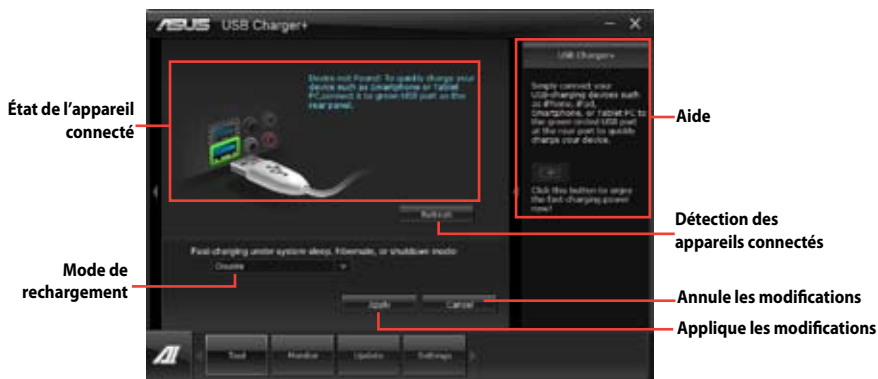 ASUS USB Charger+
USB Charger+
Device not Found! To quickly charge your
device such as Smartphone or Tablet
PC,connect it to green USB port on the
rear panel.
Simply connect your
USB-charging devices such
as iPhone, iPad,
Smartphone, or Tablet PC to
the green circled USB port
at the rear port to quickly
charge your device.
Click this button to enjoy
the fast-charging power
now!
État de l'appareil
connecté
Aide
Refresh
Détection des
appareils connectés
Fast-charging under system sleep, hibernate, or shutdown mode
Disable
Mode de
rechargement
Apply
Cancel
Annule les modifications
Applique les modifications
AI
Tool
Monitor
Update
Settings